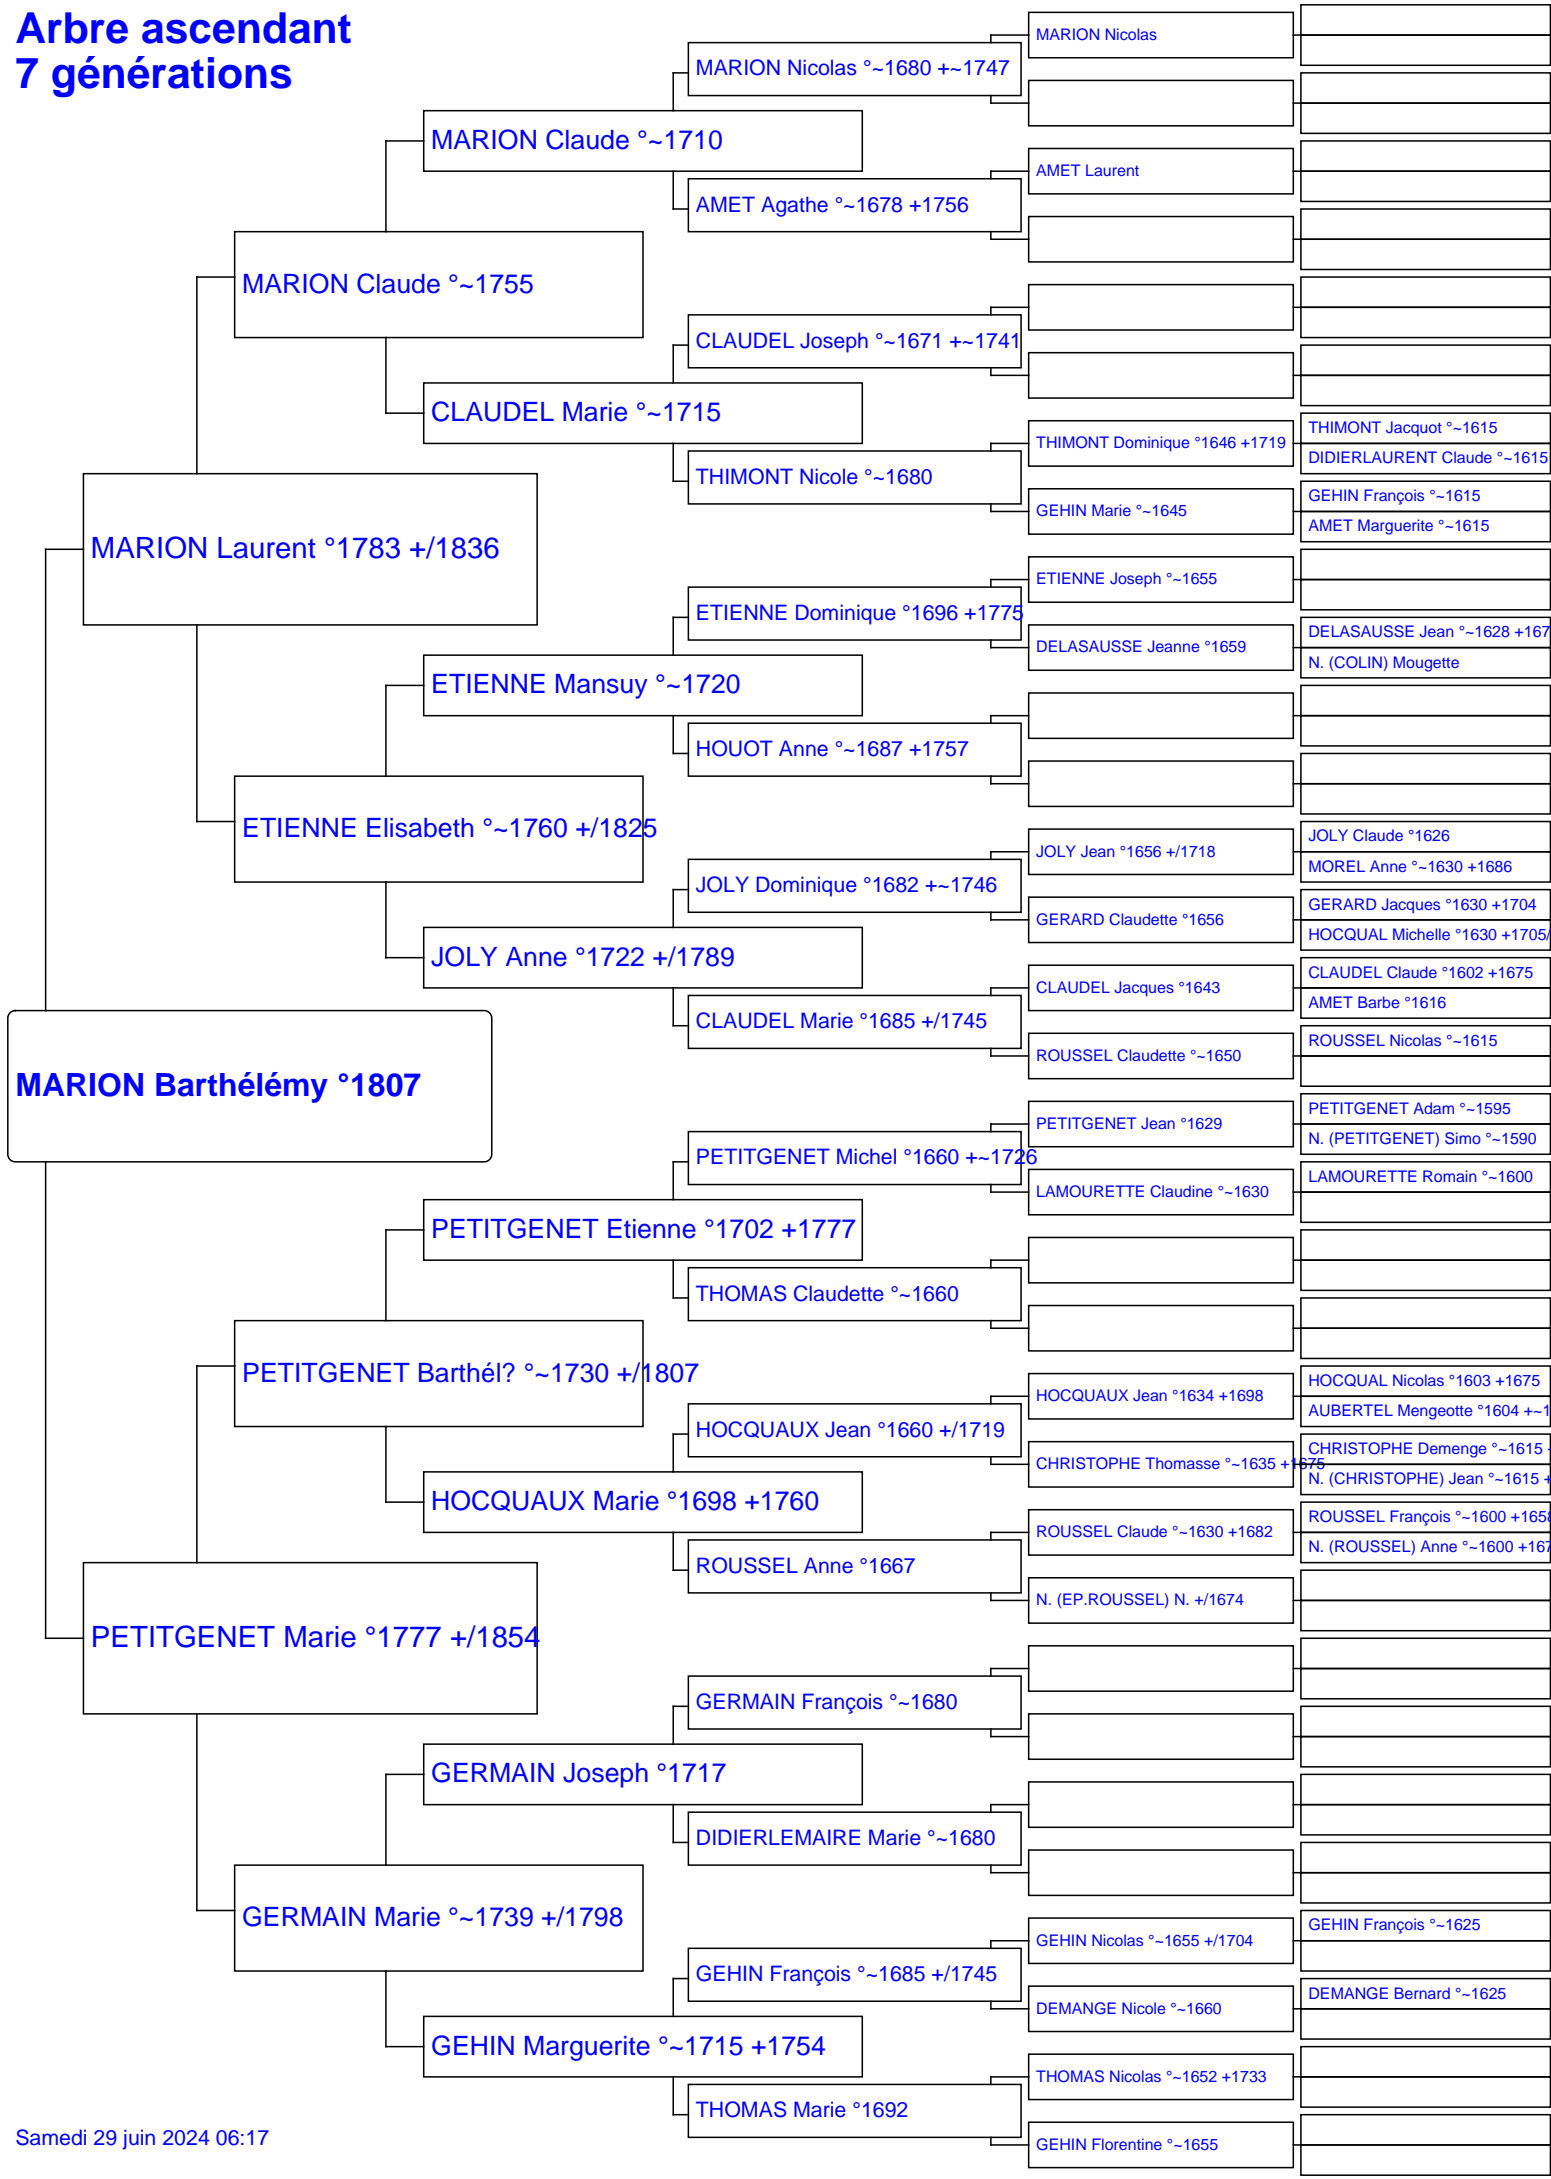 Arbre ascendant
7 générations
MARION Barthélémy °1807
MARION Laurent °1783 +/1836
PETITGENET Marie °1777 +/1854
MARION Claude °~1755
ETIENNE Elisabeth °~1760 +/1825
PETITGENET Barthél? °~1730 +/1807
GERMAIN Marie °~1739 +/1798
MARION Claude °~1710
CLAUDEL Marie °~1715
ETIENNE Mansuy °~1720
JOLY Anne °1722 +/1789
PETITGENET Etienne °1702 +1777
HOCQUAUX Marie °1698 +1760
GERMAIN Joseph °1717
GEHIN Marguerite °~1715 +1754
MARION Nicolas °~1680 +~1747
AMET Agathe °~1678 +1756
CLAUDEL Joseph °~1671 +~1741
THIMONT Nicole °~1680
ETIENNE Dominique °1696 +1775
HOUOT Anne °~1687 +1757
JOLY Dominique °1682 +~1746
CLAUDEL Marie °1685 +/1745
PETITGENET Michel °1660 +~1726
THOMAS Claudette °~1660
HOCQUAUX Jean °1660 +/1719
ROUSSEL Anne °1667
GERMAIN François °~1680
DIDIERLEMAIRE Marie °~1680
GEHIN François °~1685 +/1745
THOMAS Marie °1692
MARION Nicolas
AMET Laurent
THIMONT Dominique °1646 +1719
GEHIN Marie °~1645
ETIENNE Joseph °~1655
DELASAUSSE Jeanne °1659
JOLY Jean °1656 +/1718
GERARD Claudette °1656
CLAUDEL Jacques °1643
ROUSSEL Claudette °~1650
PETITGENET Jean °1629
LAMOURETTE Claudine °~1630
HOCQUAUX Jean °1634 +1698
CHRISTOPHE Thomasse °~1635 +1675
ROUSSEL Claude °~1630 +1682
N. (EP.ROUSSEL) N. +/1674
GEHIN Nicolas °~1655 +/1704
DEMANGE Nicole °~1660
THOMAS Nicolas °~1652 +1733
GEHIN Florentine °~1655
THIMONT Jacquot °~1615
DIDIERLAURENT Claude °~1615
GEHIN François °~1615
AMET Marguerite °~1615
DELASAUSSE Jean °~1628 +167
N. (COLIN) Mougette
JOLY Claude °1626
MOREL Anne °~1630 +1686
GERARD Jacques °1630 +1704
HOCQUAL Michelle °1630 +1705/
CLAUDEL Claude °1602 +1675
AMET Barbe °1616
ROUSSEL Nicolas °~1615
PETITGENET Adam °~1595
N. (PETITGENET) Simo °~1590
LAMOURETTE Romain °~1600
HOCQUAL Nicolas °1603 +1675
AUBERTEL Mengeotte °1604 +~1
CHRISTOPHE Demenge °~1615
N. (CHRISTOPHE) Jean °~1615 +
ROUSSEL François °~1600 +1658
N. (ROUSSEL) Anne °~1600 +167
GEHIN François °~1625
DEMANGE Bernard °~1625
Samedi 29 juin 2024 06:17